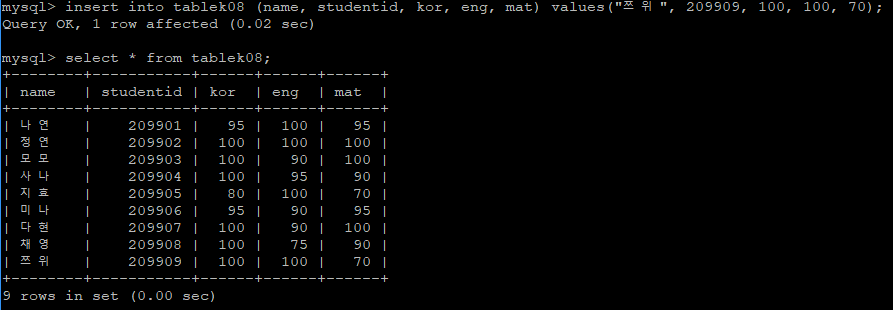 mysql> insert into tablek08 (name, studentid, kor, eng, mat) values("쯔위", 209909, 100, 100, 70);
Query OK, 1 row affected (0.02 sec)

mysql> select * from tablek08;
+--------+-----------+------+------+------+
| name   | studentid | kor  | eng  | mat  |
+--------+-----------+------+------+------+
| 나연   |    209901 |   95 |  100 |   95 |
| 정연   |    209902 |  100 |  100 |  100 |
| 모모   |    209903 |  100 |   90 |  100 |
| 사나   |    209904 |  100 |   95 |   90 |
| 지효   |    209905 |   80 |  100 |   70 |
| 미나   |    209906 |   95 |   90 |   95 |
| 다현   |    209907 |  100 |   90 |  100 |
| 채영   |    209908 |  100 |   75 |   90 |
| 쯔위   |    209909 |  100 |  100 |   70 |
+--------+-----------+------+------+------+
9 rows in set (0.00 sec)